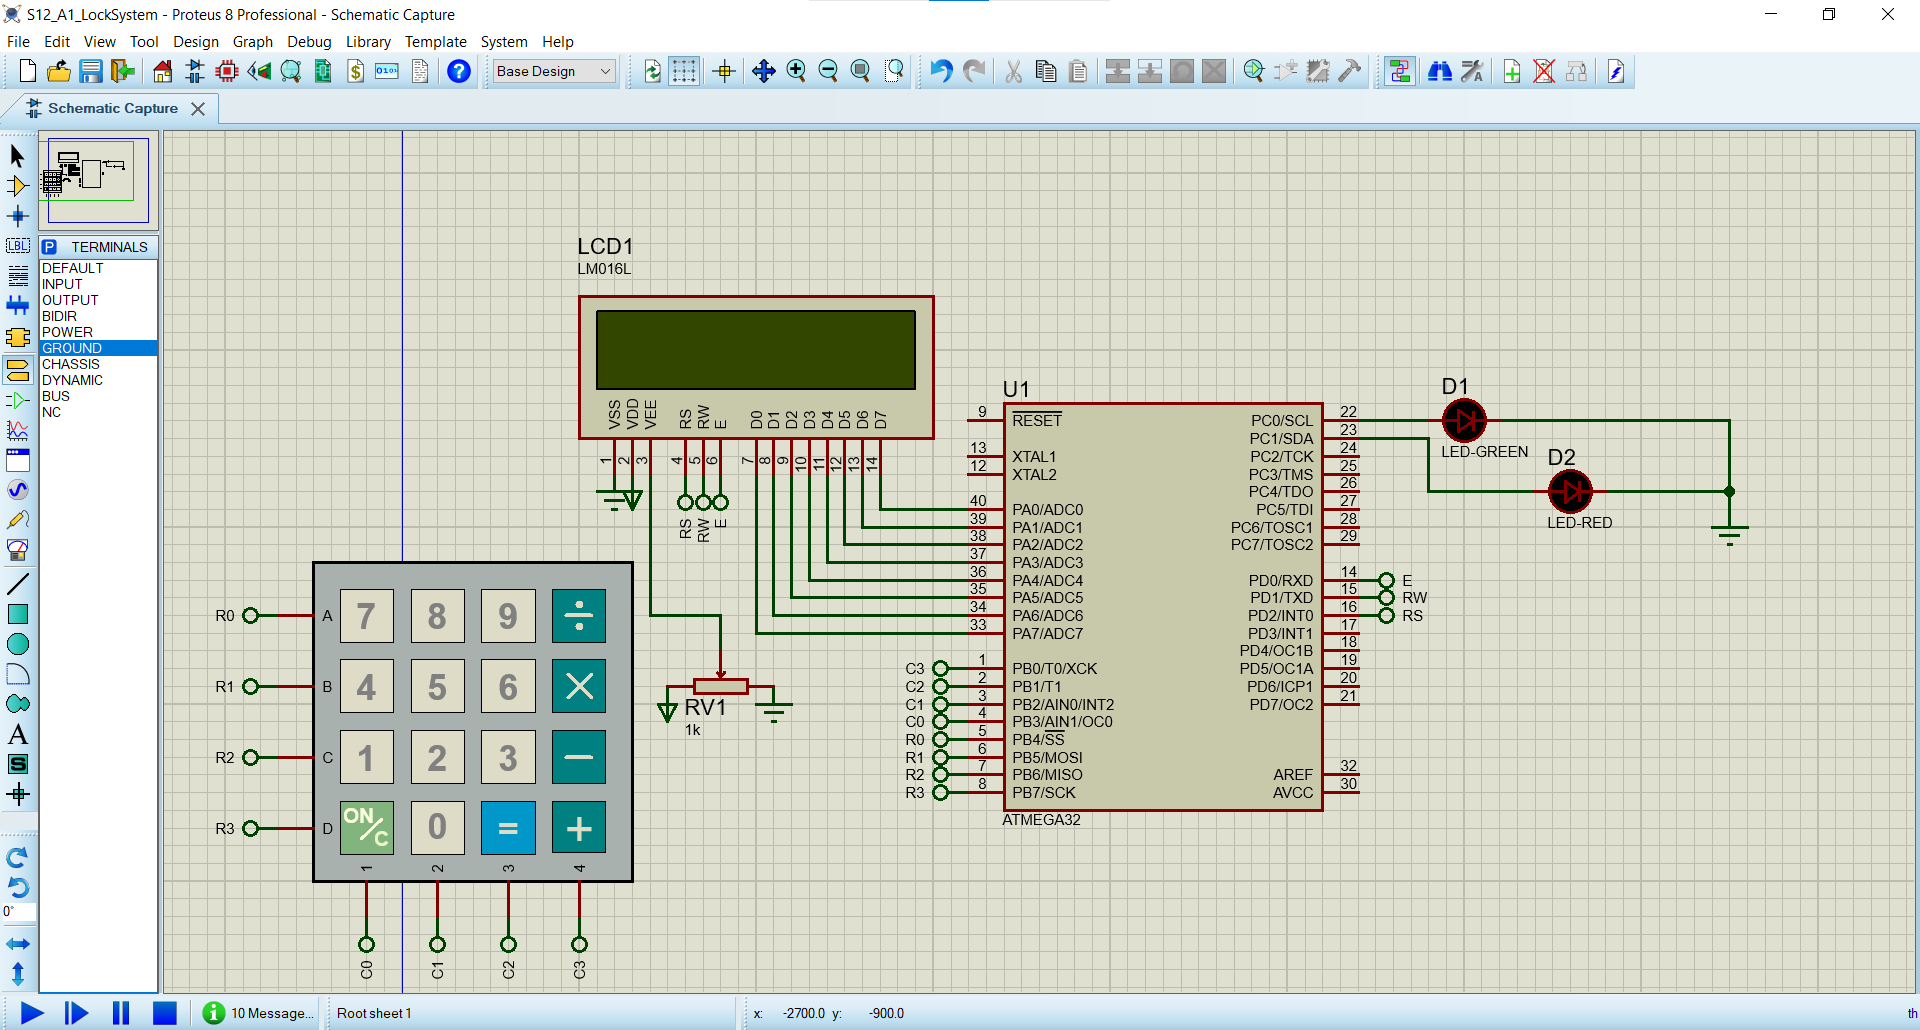 S12_A1_LockSystem - Proteus 8 Professional - Schematic Capture
File Edit View Tool Design Graph Debug Library Template System Help
Base Design
Schematic Capture
TERMINALS
DEFAULT
INPUT
OUTPUT
BIDIR
POWER
GROUND
CHASSIS
DYNAMIC
BUS
NC
LBL
A
S
0°
LCD1
LM016L
VSS
VDD
VEE
RS
RW
E
D0
D1
D2
D3
D4
D5
D6
D7
1
2
3
4
5
6
7
8
9
10
11
12
13
14
RS
RW
E
U1
9 RESET
13 XTAL1
12 XTAL2
40 PA0/ADC0
39 PA1/ADC1
38 PA2/ADC2
37 PA3/ADC3
36 PA4/ADC4
35 PA5/ADC5
34 PA6/ADC6
33 PA7/ADC7
C3 1 PB0/T0/XCK
C2 2 PB1/T1
C1 3 PB2/AIN0/INT2
C0 4 PB3/AIN1/OC0
R0 5 PB4/SS
R1 6 PB5/MOSI
R2 7 PB6/MISO
R3 8 PB7/SCK
PC0/SCL 22
PC1/SDA 23
PC2/TCK 24
PC3/TMS 25
PC4/TDO 26
PC5/TDI 27
PC6/TOSC1 28
PC7/TOSC2 29
PD0/RXD 14 E
PD1/TXD 15 RW
PD2/INT0 16 RS
PD3/INT1 17
PD4/OC1B 18
PD5/OC1A 19
PD6/ICP1 20
PD7/OC2 21
AREF 32
AVCC 30
ATMEGA32
D1
LED-GREEN
D2
LED-RED
RV1
1k
R0 A 7 8 9 ÷
R1 B 4 5 6 ×
R2 C 1 2 3 −
R3 D ON/C 0 = +
1 2 3 4
C0 C1 C2 C3
10 Message... Root sheet 1 x: -2700.0 y: -900.0 th